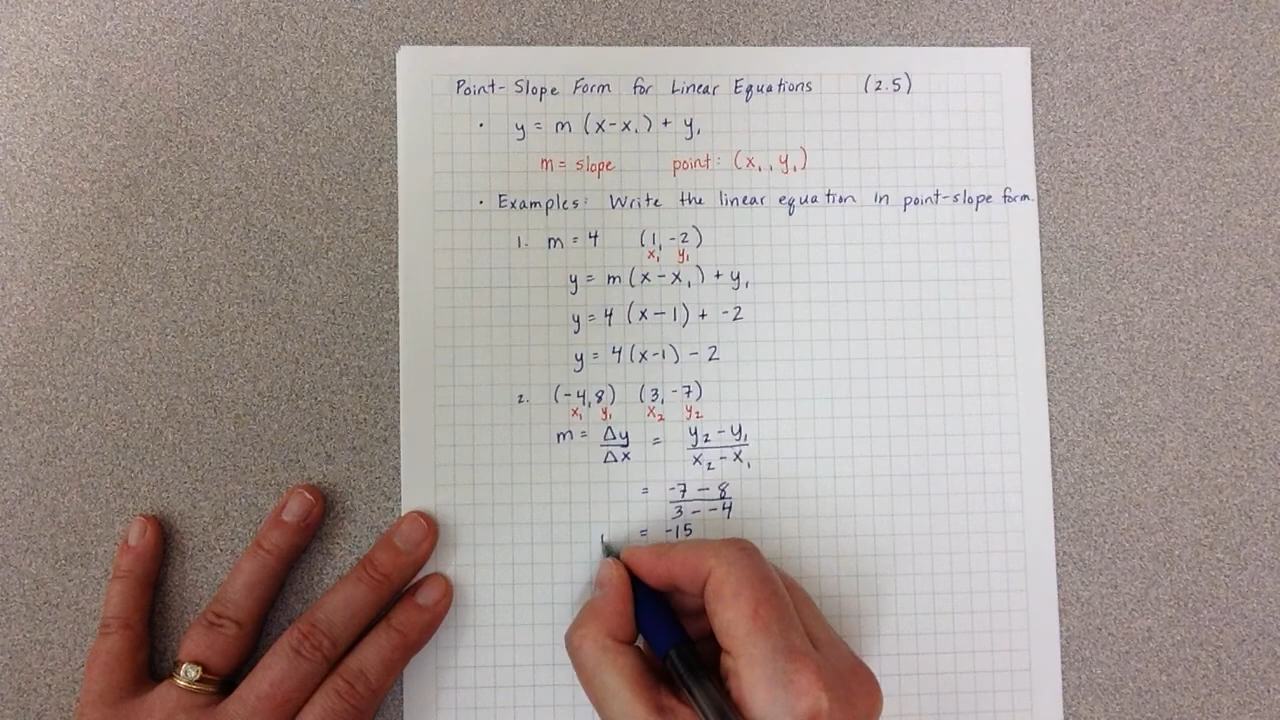 Point-Slope Form for Linear Equations (2.5)
• y = m (x-x₁) + y₁
m = slope point: (x₁, y₁)
• Examples: Write the linear equation in point-slope form.
1. m = 4 (1, -2)
x₁ y₁
y = m (x-x₁) + y₁
y = 4 (x-1) + -2
y = 4(x-1) - 2
2. (-4, 8) (3, -7)
x₁ y₁ x₂ y₂
m = Δy/Δx = y₂-y₁/x₂-x₁
= -7 - 8/3 - -4
= -15